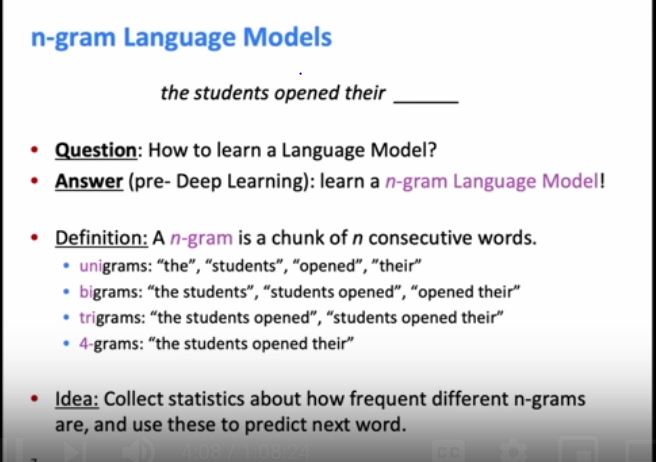 n-gram Language Models
the students opened their ______
• Question: How to learn a Language Model?
• Answer (pre- Deep Learning): learn a n-gram Language Model!
• Definition: A n-gram is a chunk of n consecutive words.
• unigrams: “the”, “students”, “opened”, ”their”
• bigrams: “the students”, “students opened”, “opened their”
• trigrams: “the students opened”, “students opened their”
• 4-grams: “the students opened their”
• Idea: Collect statistics about how frequent different n-grams
are, and use these to predict next word.
4:08 / 1:08:24
CC